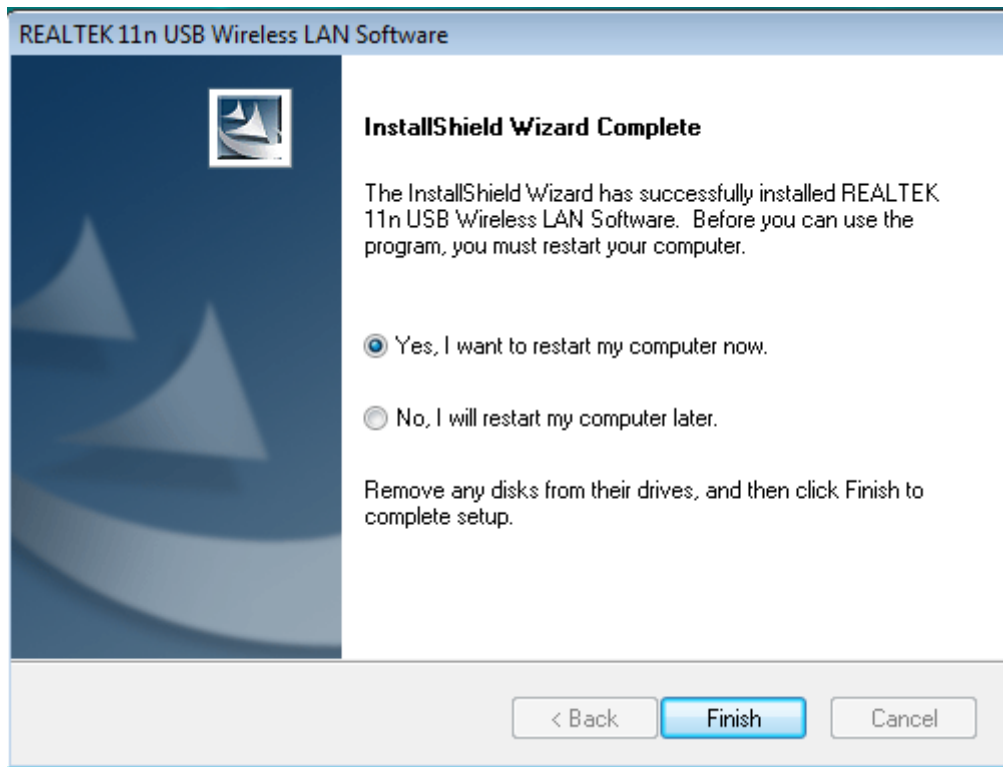 REALTEK 11n USB Wireless LAN Software
InstallShield Wizard Complete
The InstallShield Wizard has successfully installed REALTEK
11n USB Wireless LAN Software.  Before you can use the
program, you must restart your computer.
Yes, I want to restart my computer now.
No, I will restart my computer later.
Remove any disks from their drives, and then click Finish to
complete setup.
< Back Finish Cancel